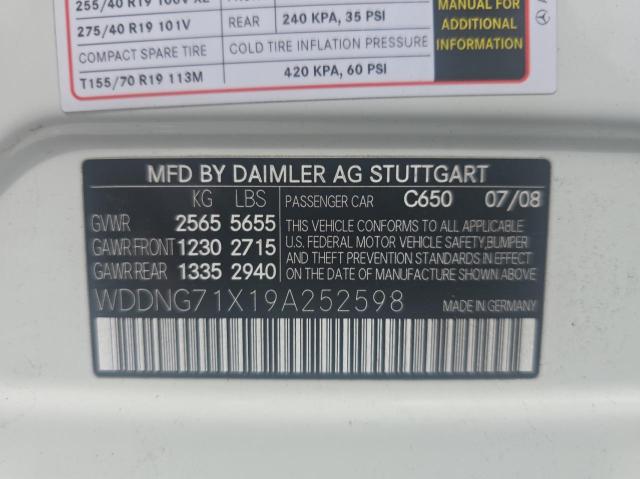 255/40 R19 100V XL
275/40 R19 101V REAR 240 KPA, 35 PSI
MANUAL FOR
ADDITIONAL
INFORMATION
COMPACT SPARE TIRE COLD TIRE INFLATION PRESSURE
T155/70 R19 113M 420 KPA, 60 PSI
MFD BY DAIMLER AG STUTTGART
KG LBS PASSENGER CAR C650 07/08
GVWR 2565 5655 THIS VEHICLE CONFORMS TO ALL APPLICABLE
GAWR FRONT 1230 2715 U.S. FEDERAL MOTOR VEHICLE SAFETY,BUMPER
AND THEFT PREVENTION STANDARDS IN EFFECT
GAWR REAR 1335 2940 ON THE DATE OF MANUFACTURE SHOWN ABOVE.
WDDNG71X19A252598 MADE IN GERMANY